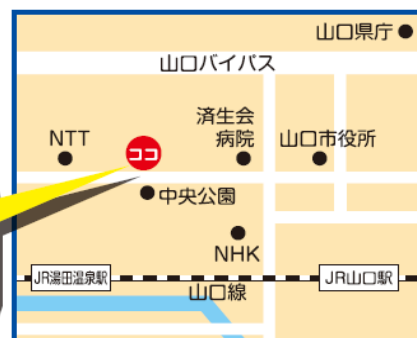 山口県庁
山口バイパス
済生会
病院
NTT
ココ
山口市役所
中央公園
NHK
JR湯田温泉駅
山口線
JR山口駅